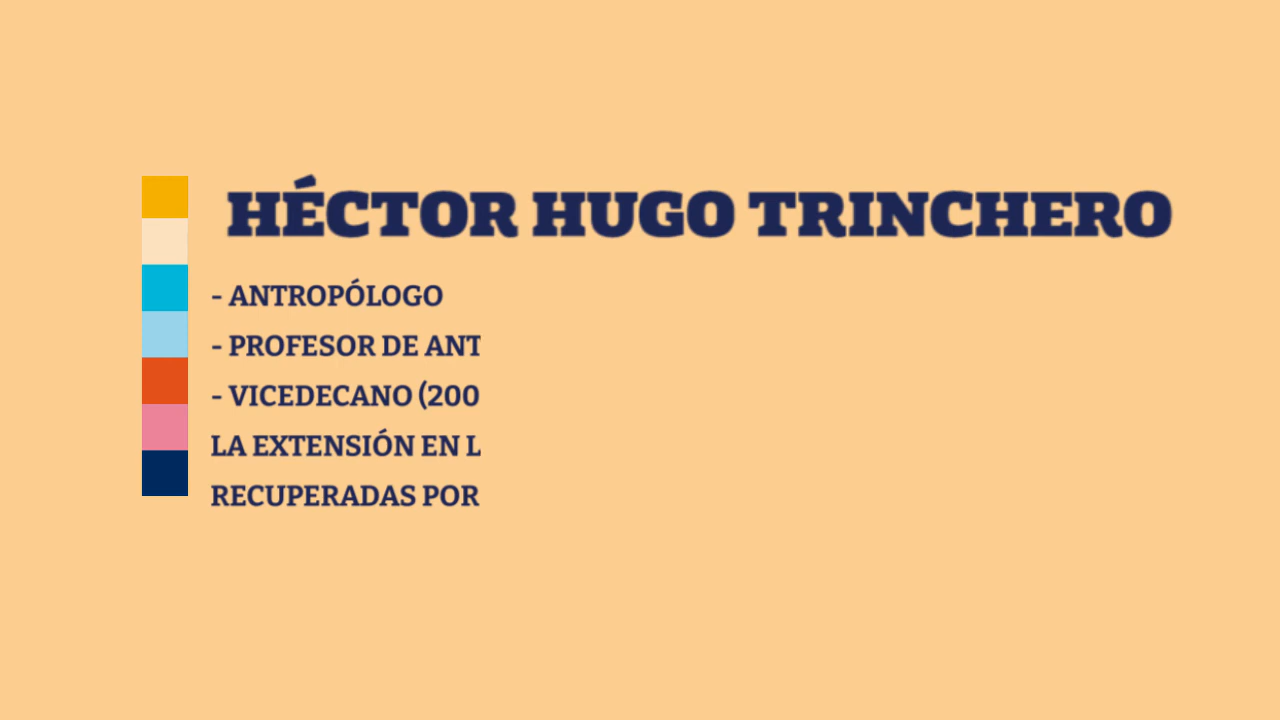 HÉCTOR HUGO TRINCHERO
- ANTROPÓLOGO
- PROFESOR DE ANT
- VICEDECANO (200
LA EXTENSIÓN EN L
RECUPERADAS POR